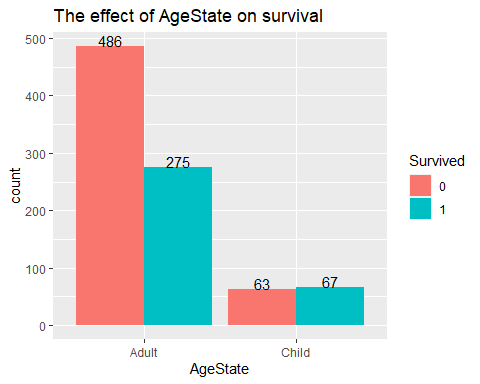 The effect of AgeState on survival
500
400
300
200
100
0
count
486
275
63
67
Adult
Child
AgeState
Survived
0
1